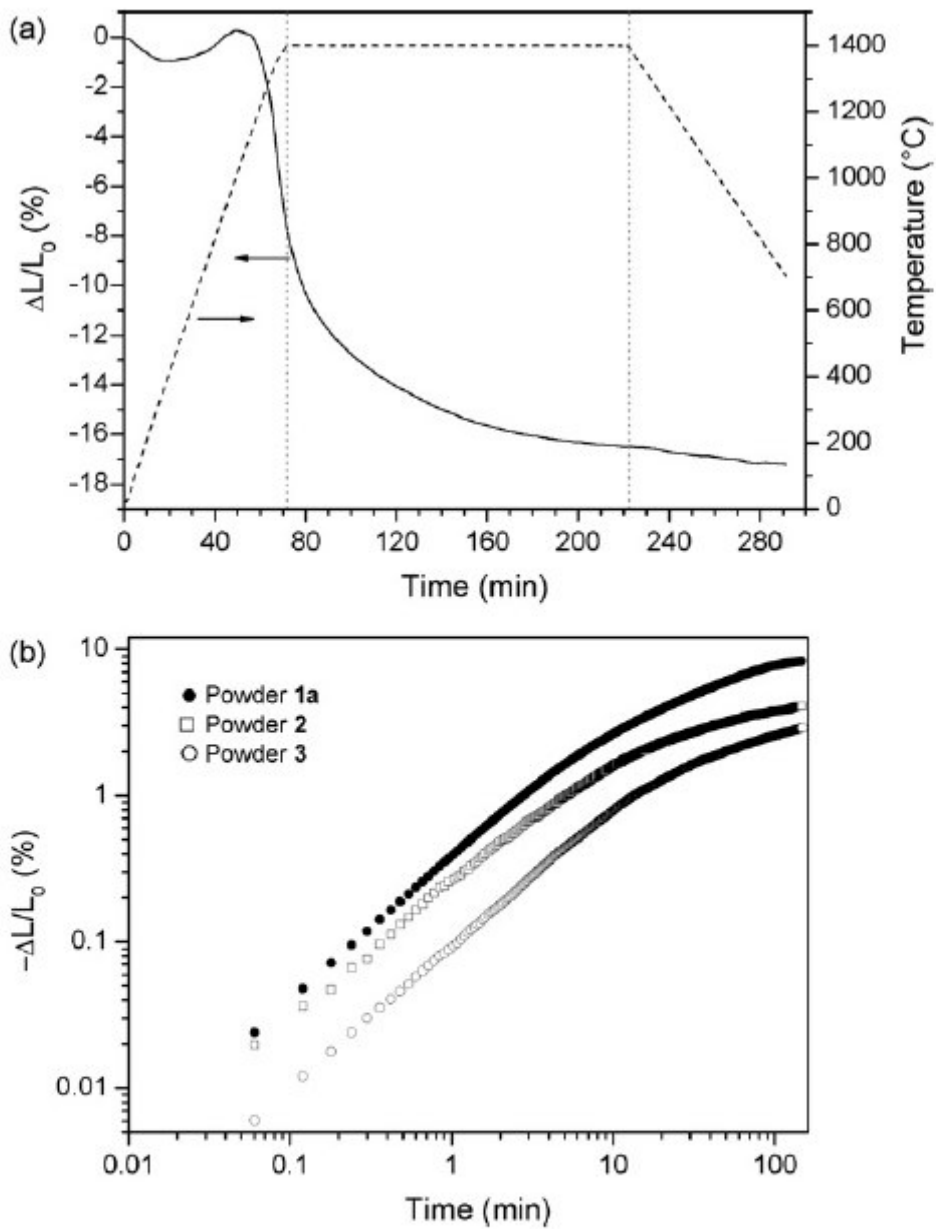 (a)
0
-2
-4
-6
-8
-10
-12
-14
-16
-18
ΔL/L₀ (%)
1400
1200
1000
800
600
400
200
0
Temperature (°C)
0 40 80 120 160 200 240 280
Time (min)
(b)
10
1
0.1
0.01
−ΔL/L₀ (%)
Powder 1a
Powder 2
Powder 3
0.01 0.1 1 10 100
Time (min)